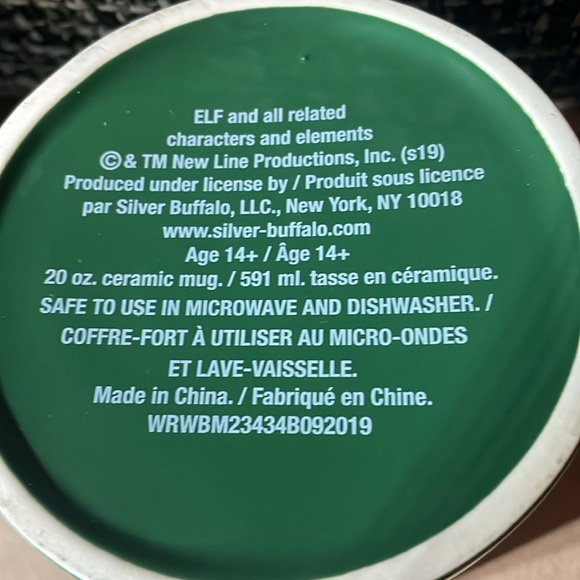 ELF and all related
characters and elements
©& TM New Line Productions, Inc. (s19)
Produced under license by / Produit sous licence
par Silver Buffalo, LLC., New York, NY 10018
www.silver-buffalo.com
Age 14+ / Âge 14+
20 oz. ceramic mug. / 591 ml. tasse en céramique.
SAFE TO USE IN MICROWAVE AND DISHWASHER. /
COFFRE-FORT À UTILISER AU MICRO-ONDES
ET LAVE-VAISSELLE.
Made in China. / Fabriqué en Chine.
WRWBM23434B092019